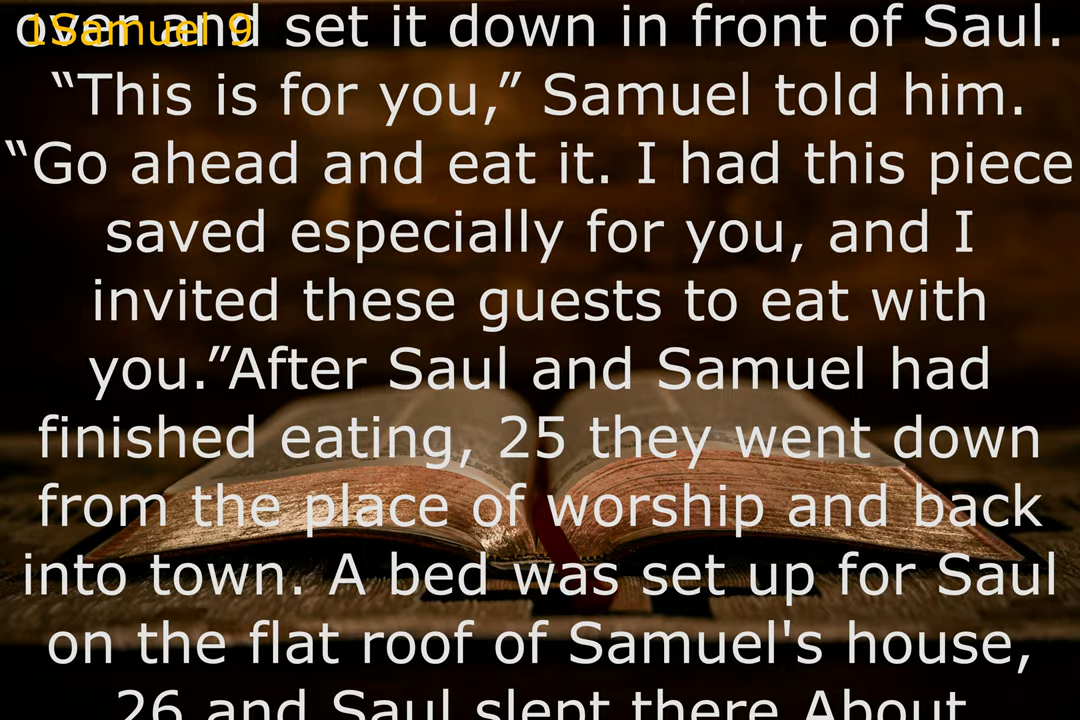 1Samuel 9
over and set it down in front of Saul.
“This is for you,” Samuel told him.
“Go ahead and eat it. I had this piece
saved especially for you, and I
invited these guests to eat with
you.”After Saul and Samuel had
finished eating, 25 they went down
from the place of worship and back
into town. A bed was set up for Saul
on the flat roof of Samuel's house,
26 and Saul slept there.About